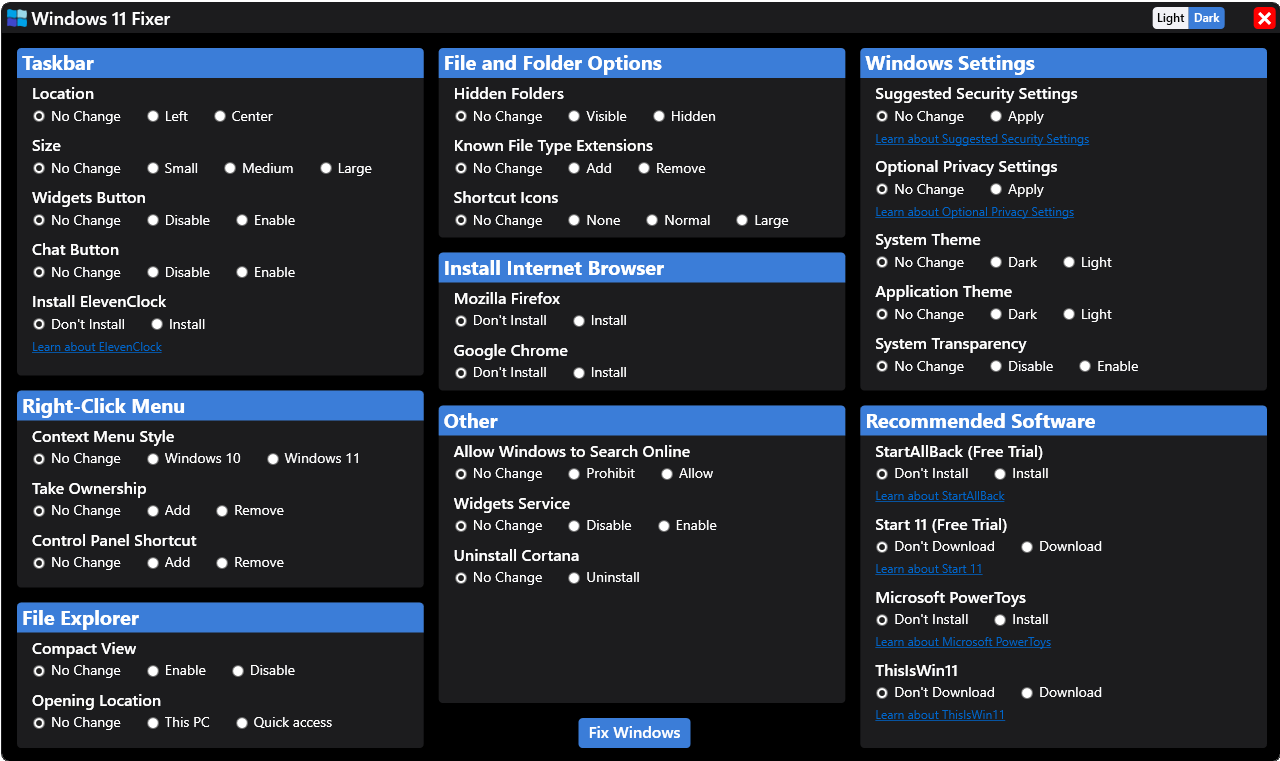 Windows 11 Fixer
Light Dark
Taskbar
Location
No Change Left Center
Size
No Change Small Medium Large
Widgets Button
No Change Disable Enable
Chat Button
No Change Disable Enable
Install ElevenClock
Don't Install Install
Learn about ElevenClock
Right-Click Menu
Context Menu Style
No Change Windows 10 Windows 11
Take Ownership
No Change Add Remove
Control Panel Shortcut
No Change Add Remove
File Explorer
Compact View
No Change Enable Disable
Opening Location
No Change This PC Quick access
File and Folder Options
Hidden Folders
No Change Visible Hidden
Known File Type Extensions
No Change Add Remove
Shortcut Icons
No Change None Normal Large
Install Internet Browser
Mozilla Firefox
Don't Install Install
Google Chrome
Don't Install Install
Other
Allow Windows to Search Online
No Change Prohibit Allow
Widgets Service
No Change Disable Enable
Uninstall Cortana
No Change Uninstall
Fix Windows
Windows Settings
Suggested Security Settings
No Change Apply
Learn about Suggested Security Settings
Optional Privacy Settings
No Change Apply
Learn about Optional Privacy Settings
System Theme
No Change Dark Light
Application Theme
No Change Dark Light
System Transparency
No Change Disable Enable
Recommended Software
StartAllBack (Free Trial)
Don't Install Install
Learn about StartAllBack
Start 11 (Free Trial)
Don't Download Download
Learn about Start 11
Microsoft PowerToys
Don't Install Install
Learn about Microsoft PowerToys
ThisIsWin11
Don't Download Download
Learn about ThisIsWin11